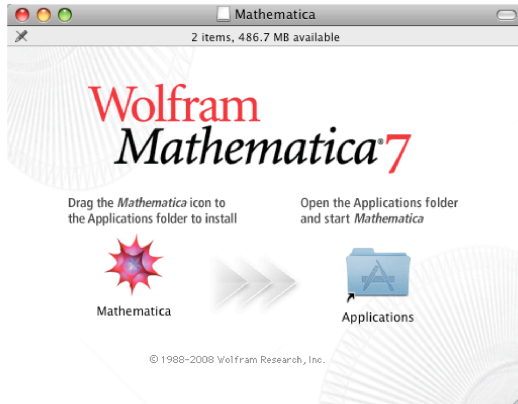 Mathematica
2 items, 486.7 MB available
Wolfram
Mathematica®7
Drag the Mathematica icon to
the Applications folder to install
Open the Applications folder
and start Mathematica
Mathematica
Applications
© 1988-2008 Wolfram Research, Inc.